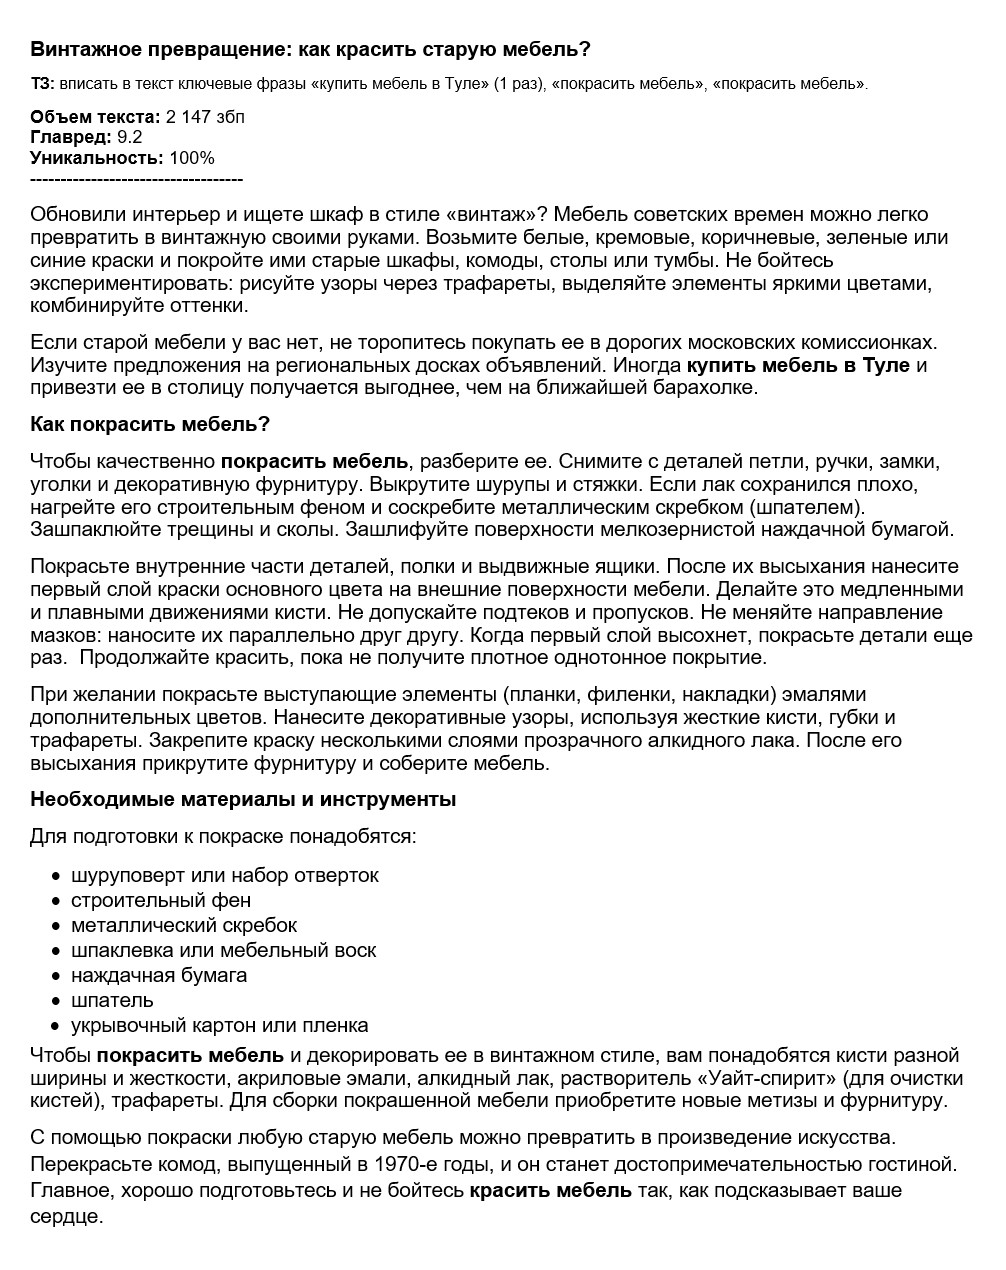 Винтажное превращение: как красить старую мебель?
ТЗ: вписать в текст ключевые фразы «купить мебель в Туле» (1 раз), «покрасить мебель», «покрасить мебель».
Объем текста: 2 147 збп
Главред: 9.2
Уникальность: 100%
-----------------------------------
Обновили интерьер и ищете шкаф в стиле «винтаж»? Мебель советских времен можно легко
превратить в винтажную своими руками. Возьмите белые, кремовые, коричневые, зеленые или
синие краски и покройте ими старые шкафы, комоды, столы или тумбы. Не бойтесь
экспериментировать: рисуйте узоры через трафареты, выделяйте элементы яркими цветами,
комбинируйте оттенки.
Если старой мебели у вас нет, не торопитесь покупать ее в дорогих московских комиссионках.
Изучите предложения на региональных досках объявлений. Иногда купить мебель в Туле и
привезти ее в столицу получается выгоднее, чем на ближайшей барахолке.
Как покрасить мебель?
Чтобы качественно покрасить мебель, разберите ее. Снимите с деталей петли, ручки, замки,
уголки и декоративную фурнитуру. Выкрутите шурупы и стяжки. Если лак сохранился плохо,
нагрейте его строительным феном и соскребите металлическим скребком (шпателем).
Зашпаклюйте трещины и сколы. Зашлифуйте поверхности мелкозернистой наждачной бумагой.
Покрасьте внутренние части деталей, полки и выдвижные ящики. После их высыхания нанесите
первый слой краски основного цвета на внешние поверхности мебели. Делайте это медленными
и плавными движениями кисти. Не допускайте подтеков и пропусков. Не меняйте направление
мазков: наносите их параллельно друг другу. Когда первый слой высохнет, покрасьте детали еще
раз.  Продолжайте красить, пока не получите плотное однотонное покрытие.
При желании покрасьте выступающие элементы (планки, филенки, накладки) эмалями
дополнительных цветов. Нанесите декоративные узоры, используя жесткие кисти, губки и
трафареты. Закрепите краску несколькими слоями прозрачного алкидного лака. После его
высыхания прикрутите фурнитуру и соберите мебель.
Необходимые материалы и инструменты
Для подготовки к покраске понадобятся:
● шуруповерт или набор отверток
● строительный фен
● металлический скребок
● шпаклевка или мебельный воск
● наждачная бумага
● шпатель
● укрывочный картон или пленка
Чтобы покрасить мебель и декорировать ее в винтажном стиле, вам понадобятся кисти разной
ширины и жесткости, акриловые эмали, алкидный лак, растворитель «Уайт-спирит» (для очистки
кистей), трафареты. Для сборки покрашенной мебели приобретите новые метизы и фурнитуру.
С помощью покраски любую старую мебель можно превратить в произведение искусства.
Перекрасьте комод, выпущенный в 1970-е годы, и он станет достопримечательностью гостиной.
Главное, хорошо подготовьтесь и не бойтесь красить мебель так, как подсказывает ваше
сердце.